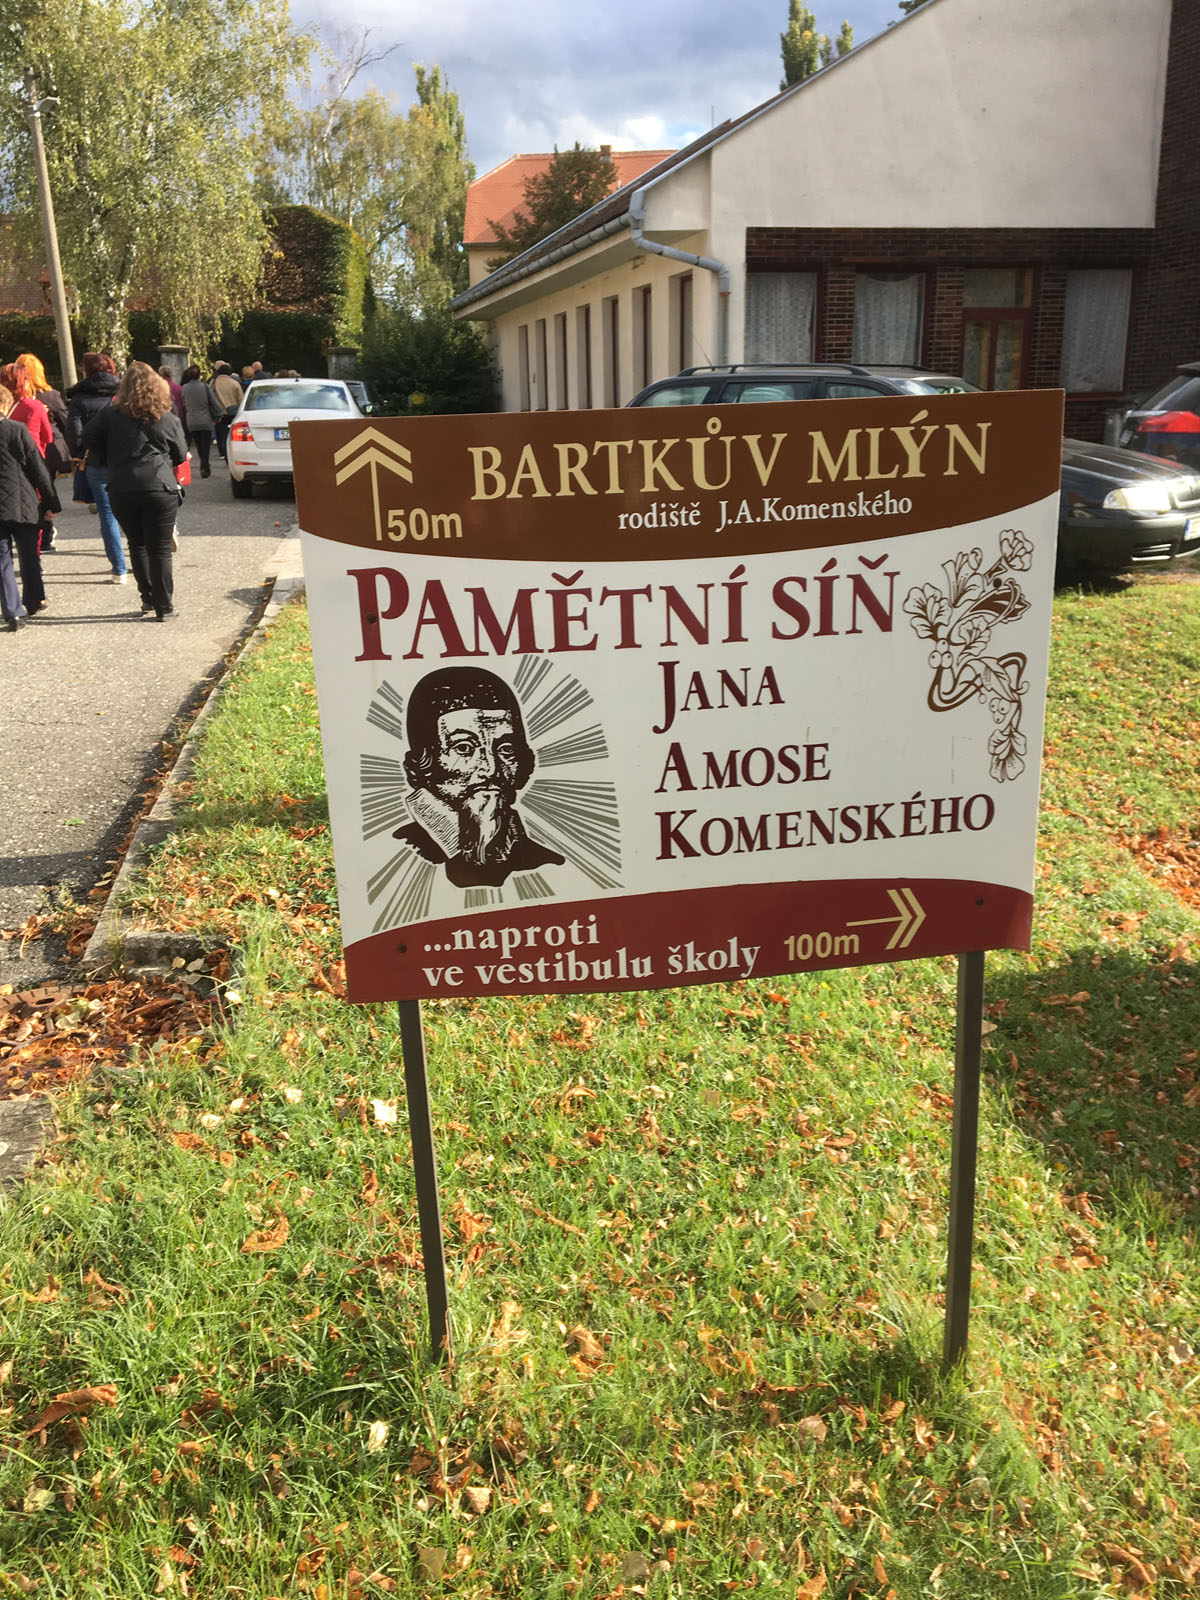 BARTKŮV MLÝN
50m
rodiště J.A.Komenského
PAMĚTNÍ SÍŇ
JANA
AMOSE
KOMENSKÉHO
...naproti
ve vestibulu školy 100m